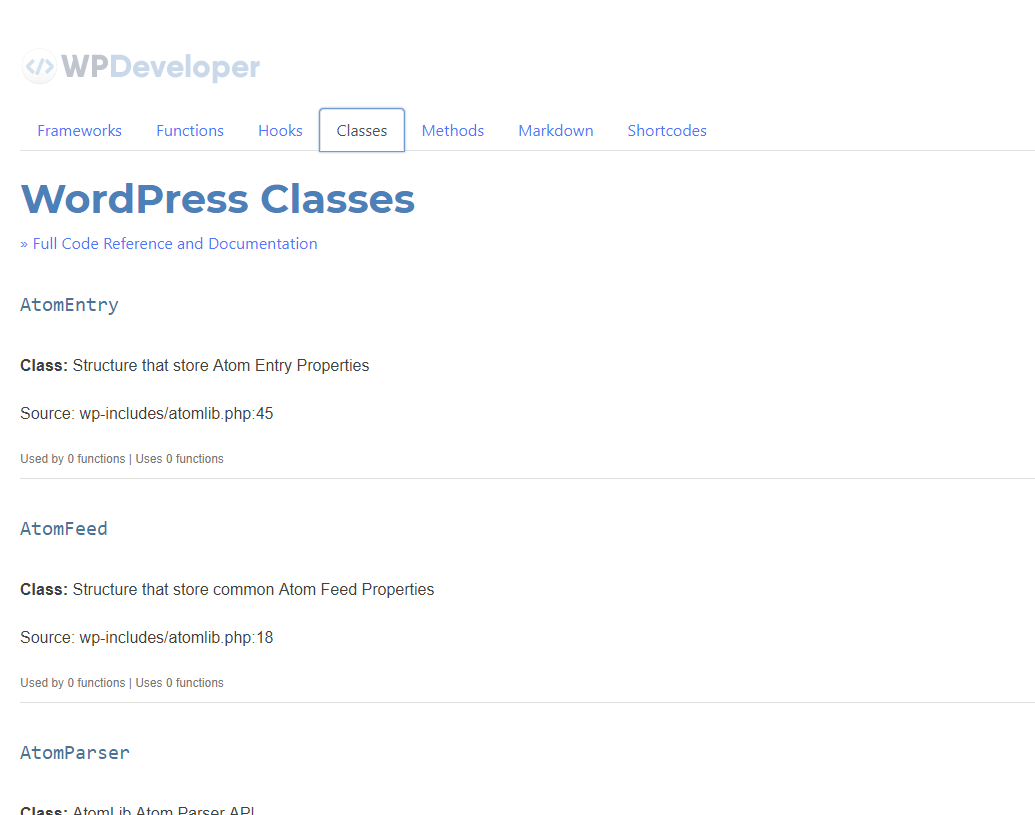 </> WPDeveloper
Frameworks Functions Hooks Classes Methods Markdown Shortcodes
WordPress Classes
» Full Code Reference and Documentation
AtomEntry
Class: Structure that store Atom Entry Properties
Source: wp-includes/atomlib.php:45
Used by 0 functions | Uses 0 functions
AtomFeed
Class: Structure that store common Atom Feed Properties
Source: wp-includes/atomlib.php:18
Used by 0 functions | Uses 0 functions
AtomParser
Class: AtomLib Atom Parser API